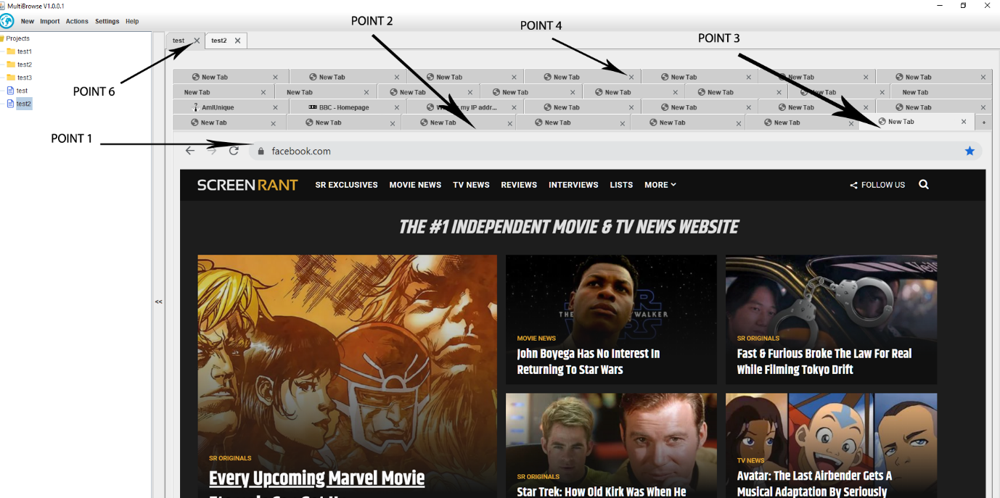 MultiBrowse V1.0.0.1
New Import Actions Settings Help
POINT 2
POINT 4
POINT 3
Projects
test test2
test1
test2
test3
test
test2
POINT 6
POINT 1
New Tab New Tab New Tab New Tab New Tab New Tab New Tab
New Tab New Tab New Tab New Tab New Tab New Tab New Tab New Tab
AmIUnique BBC - Homepage my IP addr... New Tab New Tab New Tab New Tab
New Tab New Tab New Tab New Tab New Tab New Tab New Tab +
facebook.com
<<
SCREENRANT SR EXCLUSIVES MOVIE NEWS TV NEWS REVIEWS INTERVIEWS LISTS MORE FOLLOW US
THE #1 INDEPENDENT MOVIE & TV NEWS WEBSITE
SR ORIGINALS
Every Upcoming Marvel Movie
STAR
THE WALKER
WARS
MOVIE NEWS
John Boyega Has No Interest In
Returning To Star Wars
SR ORIGINALS
Fast & Furious Broke The Law For Real
While Filming Tokyo Drift
SR ORIGINALS
Star Trek: How Old Kirk Was When He
TV NEWS
Avatar: The Last Airbender Gets A
Musical Adaptation By Seriously